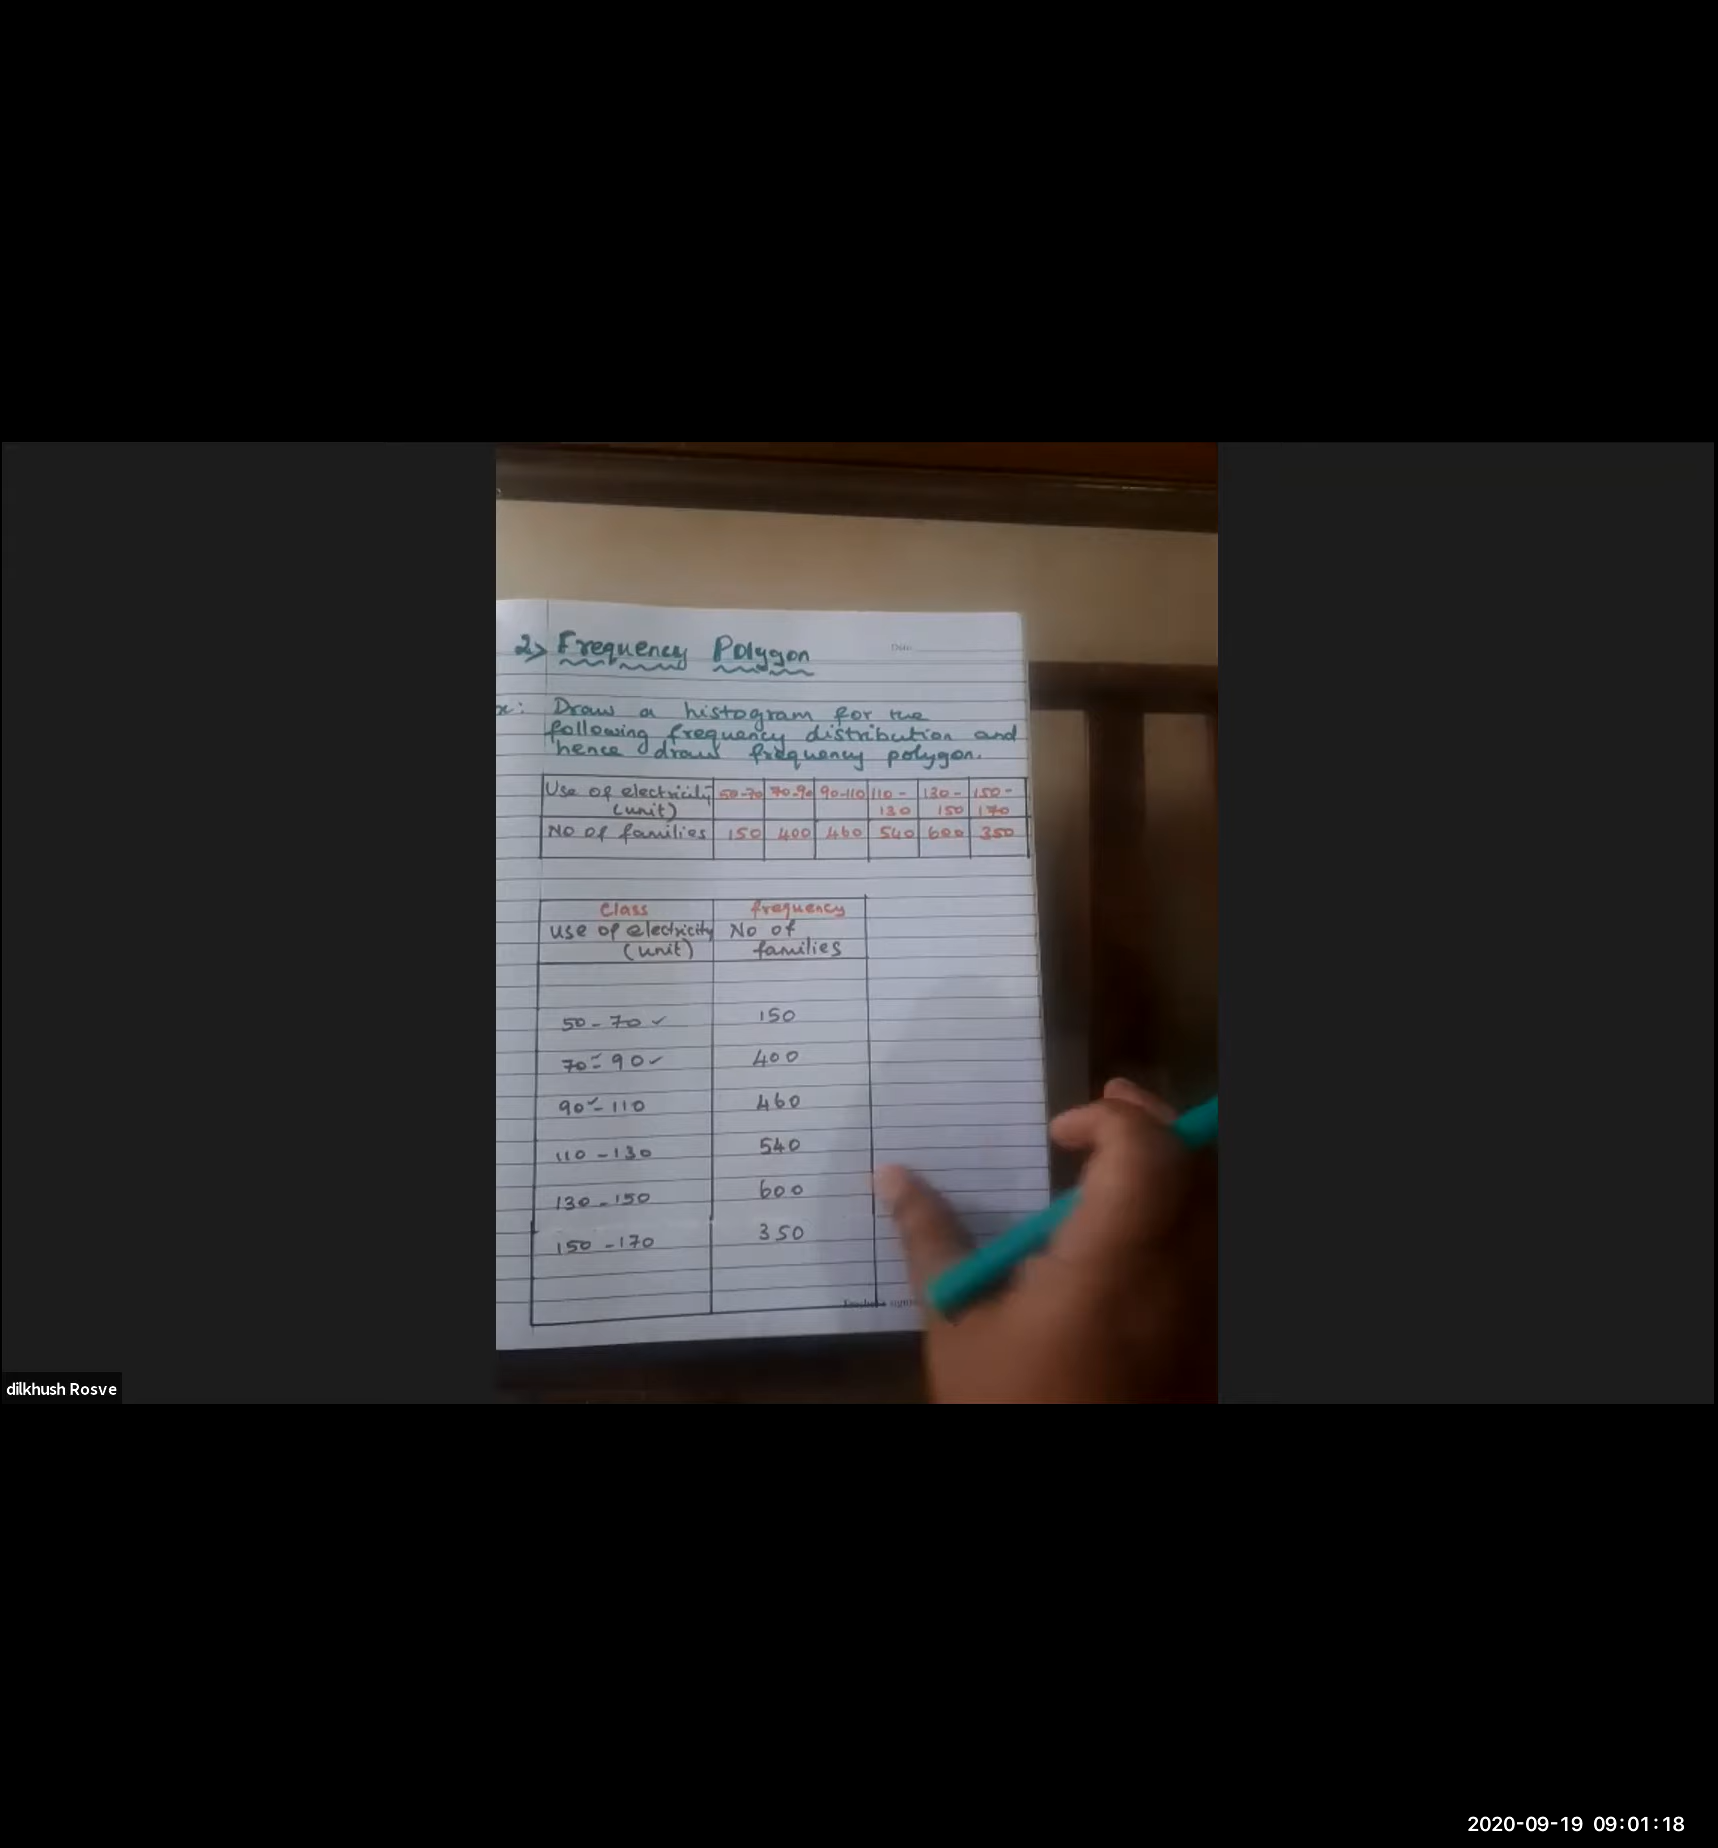 2> Frequency Polygon
Date
x: Draw a histogram for the
following frequency distribution and
hence draw frequency polygon.
Use of electricity 50-70 70-90 90-110 110- 130- 150-
(unit) 130 150 170
No of families 150 400 460 540 600 350
Class frequency
use of electricity No of
(unit) families
50 - 70 150
70 - 90 400
90 - 110 460
110 - 130 540
130 - 150 600
150 - 170 350
dilkhush Rosve
2020-09-19 09:01:18